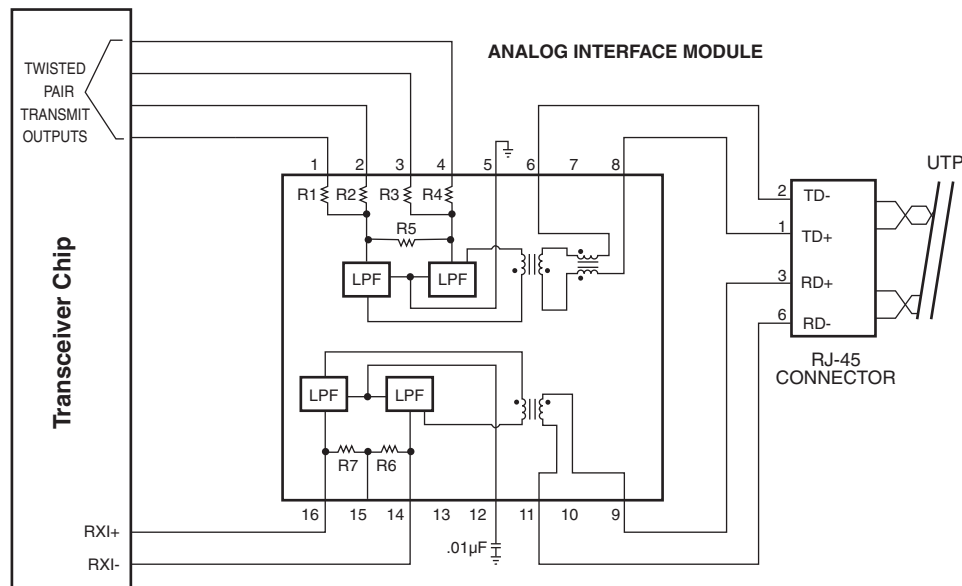 ANALOG INTERFACE MODULE
TWISTED
PAIR
TRANSMIT
OUTPUTS
Transceiver Chip
1 2 3 4 5 6 7 8
R1 R2 R3 R4
R5
LPF LPF
UTP
2 TD-
1 TD+
3 RD+
6 RD-
RJ-45
CONNECTOR
LPF LPF
R7 R6
16 15 14 13 12 11 10 9
RXI+
.01µF
RXI-